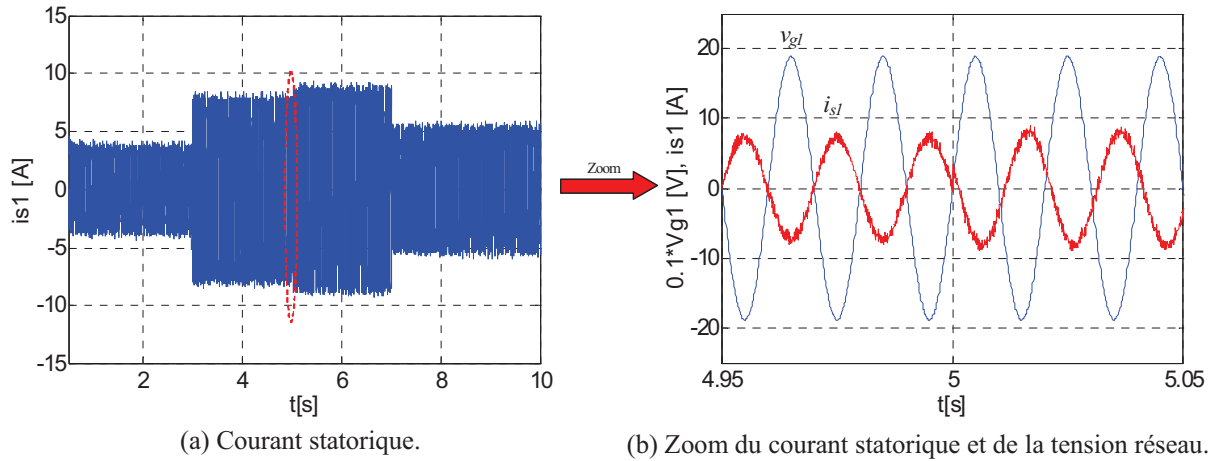 15
10
5
0
-5
-10
-15
2
4
6
8
10
is1 [A]
t[s]
Zoom
20
10
0
-10
-20
4.95
5
5.05
0.1*Vg1 [V], is1 [A]
t[s]
vg1
is1
(a) Courant statorique.
(b) Zoom du courant statorique et de la tension réseau.